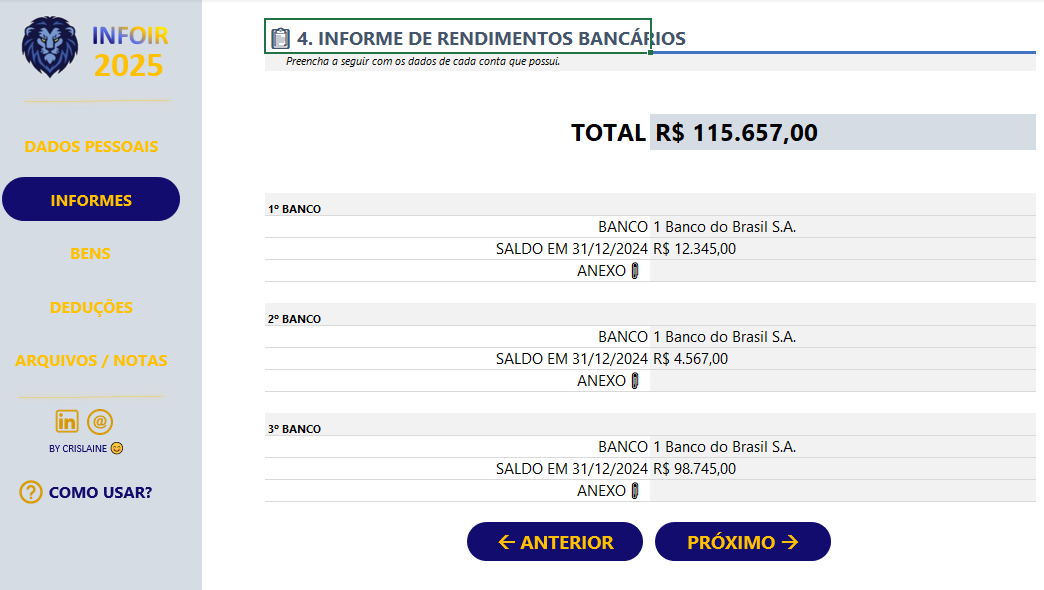 INFOIR
2025
DADOS PESSOAIS
INFORMES
BENS
DEDUÇÕES
ARQUIVOS / NOTAS
in @
BY CRISLAINE
? COMO USAR?
4. INFORME DE RENDIMENTOS BANCÁRIOS
Preencha a seguir com os dados de cada conta que possui.
TOTAL R$ 115.657,00
1º BANCO
BANCO 1 Banco do Brasil S.A.
SALDO EM 31/12/2024 R$ 12.345,00
ANEXO
2º BANCO
BANCO 1 Banco do Brasil S.A.
SALDO EM 31/12/2024 R$ 4.567,00
ANEXO
3º BANCO
BANCO 1 Banco do Brasil S.A.
SALDO EM 31/12/2024 R$ 98.745,00
ANEXO
← ANTERIOR PRÓXIMO →